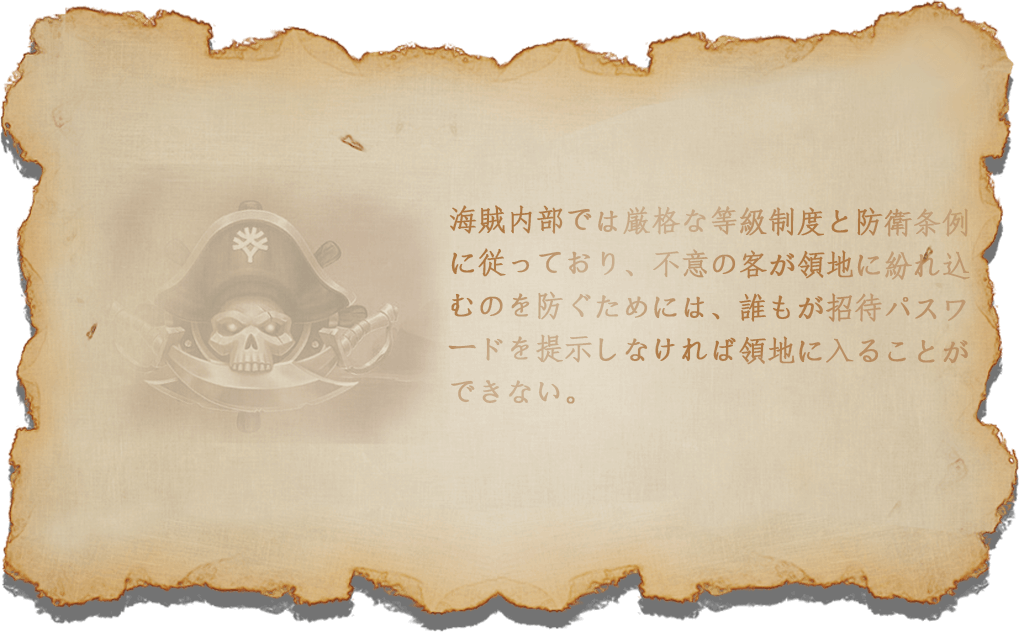 海賊内部では厳格な等級制度と防衛条例
に従っており、不意の客が領地に紛れ込
むのを防ぐためには、誰もが招待パスワ
ードを提示しなければ領地に入ることが
できない。